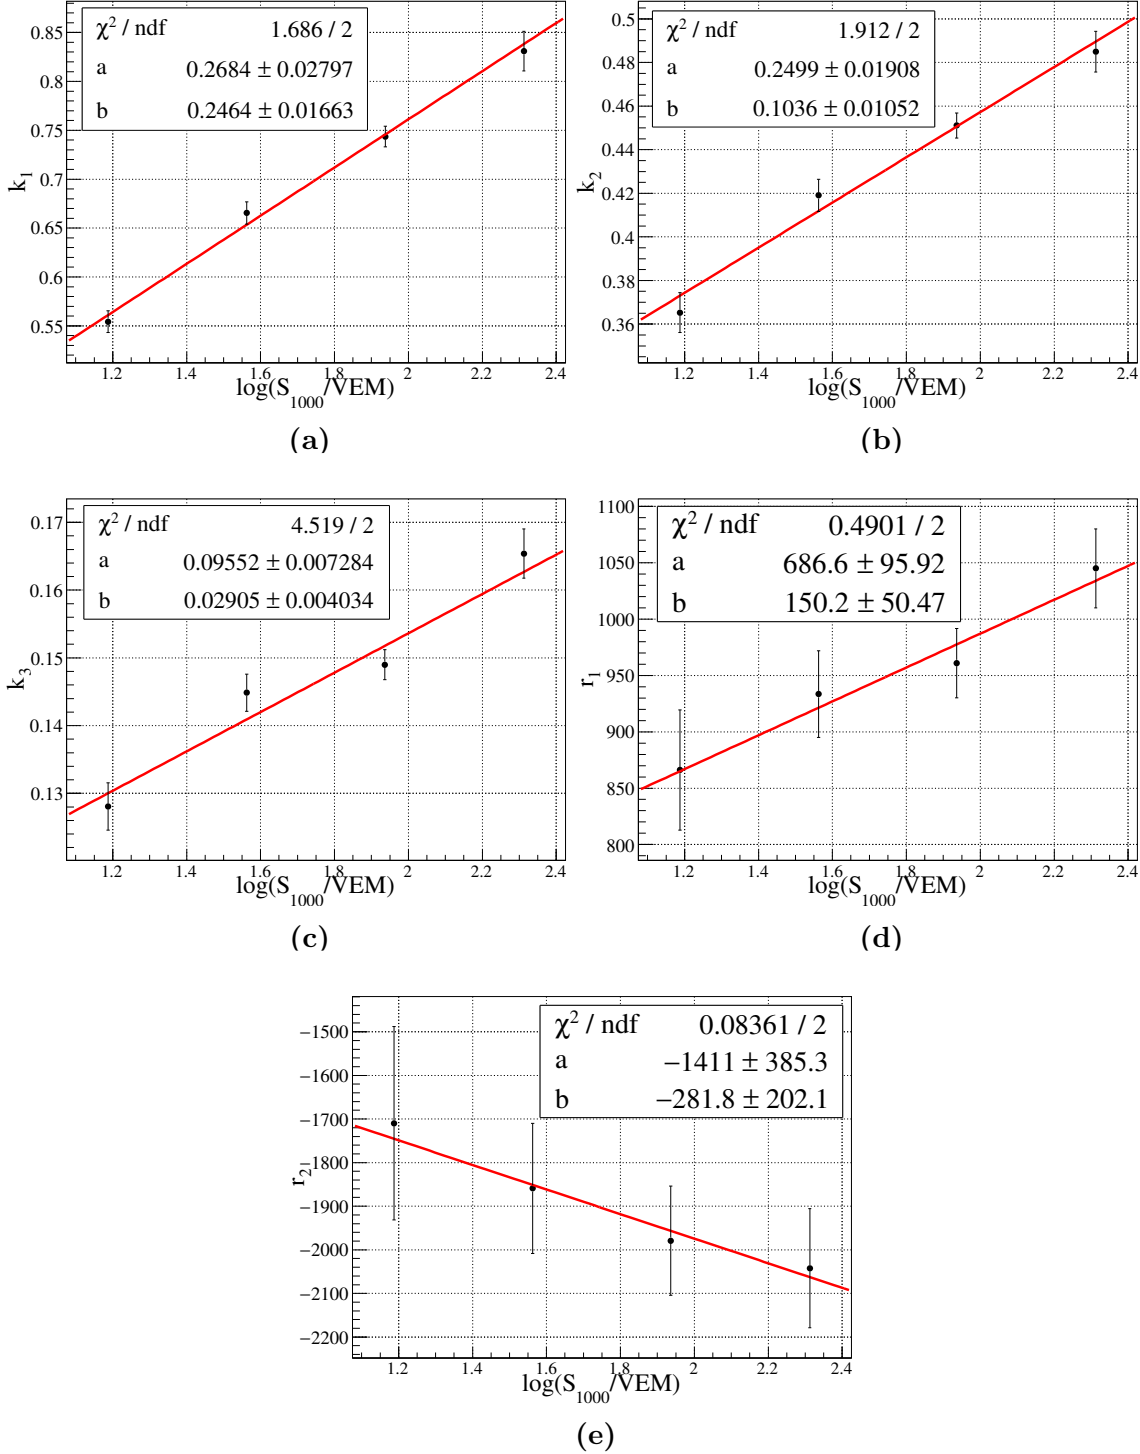 χ² / ndf 1.686 / 2
a 0.2684 ± 0.02797
b 0.2464 ± 0.01663
0.85
0.8
0.75
0.7
0.65
0.6
0.55
k₁
1.2 1.4 1.6 1.8 2 2.2 2.4
log(S₁₀₀₀/VEM)
(a)
χ² / ndf 1.912 / 2
a 0.2499 ± 0.01908
b 0.1036 ± 0.01052
0.5
0.48
0.46
0.44
0.42
0.4
0.38
0.36
k₂
1.2 1.4 1.6 1.8 2 2.2 2.4
log(S₁₀₀₀/VEM)
(b)
χ² / ndf 4.519 / 2
a 0.09552 ± 0.007284
b 0.02905 ± 0.004034
0.17
0.16
0.15
0.14
0.13
k₃
1.2 1.4 1.6 1.8 2 2.2 2.4
log(S₁₀₀₀/VEM)
(c)
χ² / ndf 0.4901 / 2
a 686.6 ± 95.92
b 150.2 ± 50.47
1100
1050
1000
950
900
850
800
r₁
1.2 1.4 1.6 1.8 2 2.2 2.4
log(S₁₀₀₀/VEM)
(d)
χ² / ndf 0.08361 / 2
a −1411 ± 385.3
b −281.8 ± 202.1
−1500
−1600
−1700
−1800
−1900
−2000
−2100
−2200
r₂
1.2 1.4 1.6 1.8 2 2.2 2.4
log(S₁₀₀₀/VEM)
(e)